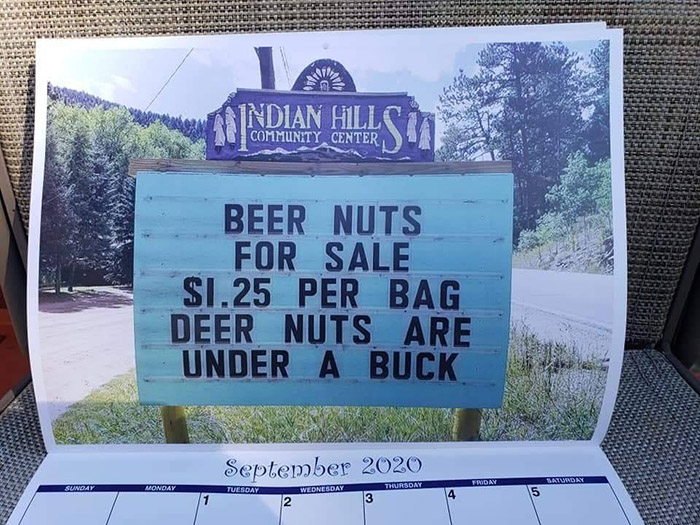 INDIAN HILLS
COMMUNITY CENTER
BEER NUTS
FOR SALE
$1.25 PER BAG
DEER NUTS ARE
UNDER A BUCK
September 2020
SUNDAY MONDAY TUESDAY WEDNESDAY THURSDAY FRIDAY SATURDAY
1 2 3 4 5